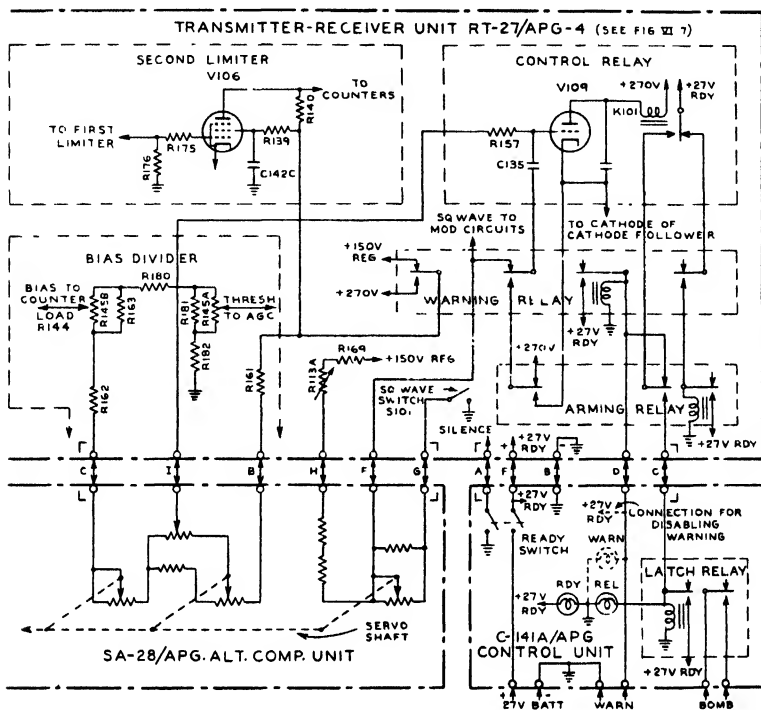 TRANSMITTER-RECEIVER UNIT RT-27/APG-4 (SEE FIG VI 7)
SECOND LIMITER
V106
TO COUNTERS
R140
TO FIRST LIMITER
R175
R139
R176
C142C
CONTROL RELAY
V109
+270V
+27V RDY
K101
R157
C135
TO CATHODE OF CATHODE FOLLOWER
SQ WAVE TO MOD CIRCUITS
BIAS DIVIDER
R180
BIAS TO COUNTER LOAD R144
R145B
R163
R181
R145A
THRESH TO AGC
R182
R162
R161
+150V REG
+270V
WARNING RELAY
+27V RDY
R169
+150V REG
R113A
+270V
SQ WAVE SWITCH S101
ARMING RELAY
+27V RDY
SILENCE
+27V RDY
C
I
B
H
F
G
A
F
B
D
C
+27V RDY
READY SWITCH
+27V RDY
CONNECTION FOR DISABLING WARNING
WARN
RDY
REL
+27V RDY
LATCH RELAY
+27V RDY
SERVO SHAFT
SA-28/APG. ALT. COMP. UNIT
C-141A/APG CONTROL UNIT
+ -
27V BATT
WARN
BOMB